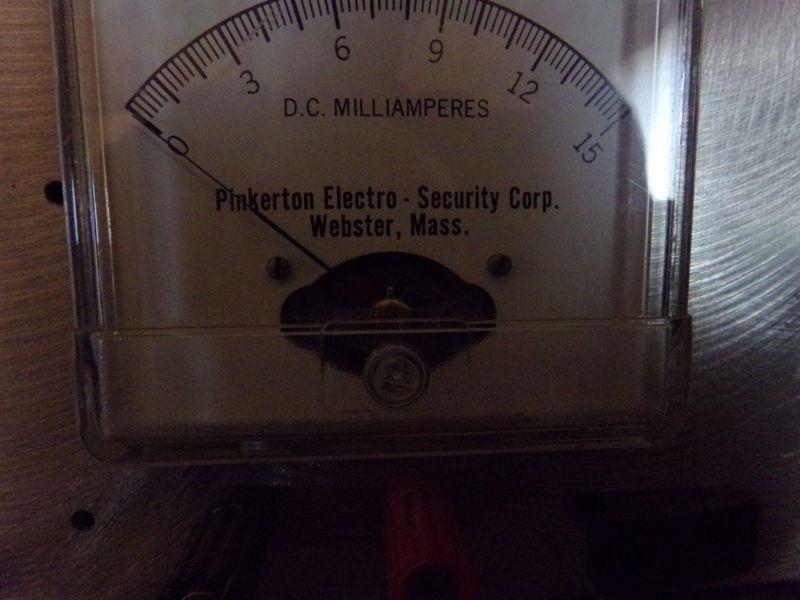 0 3 6 9 12 15
D.C. MILLIAMPERES
Pinkerton Electro - Security Corp.
Webster, Mass.